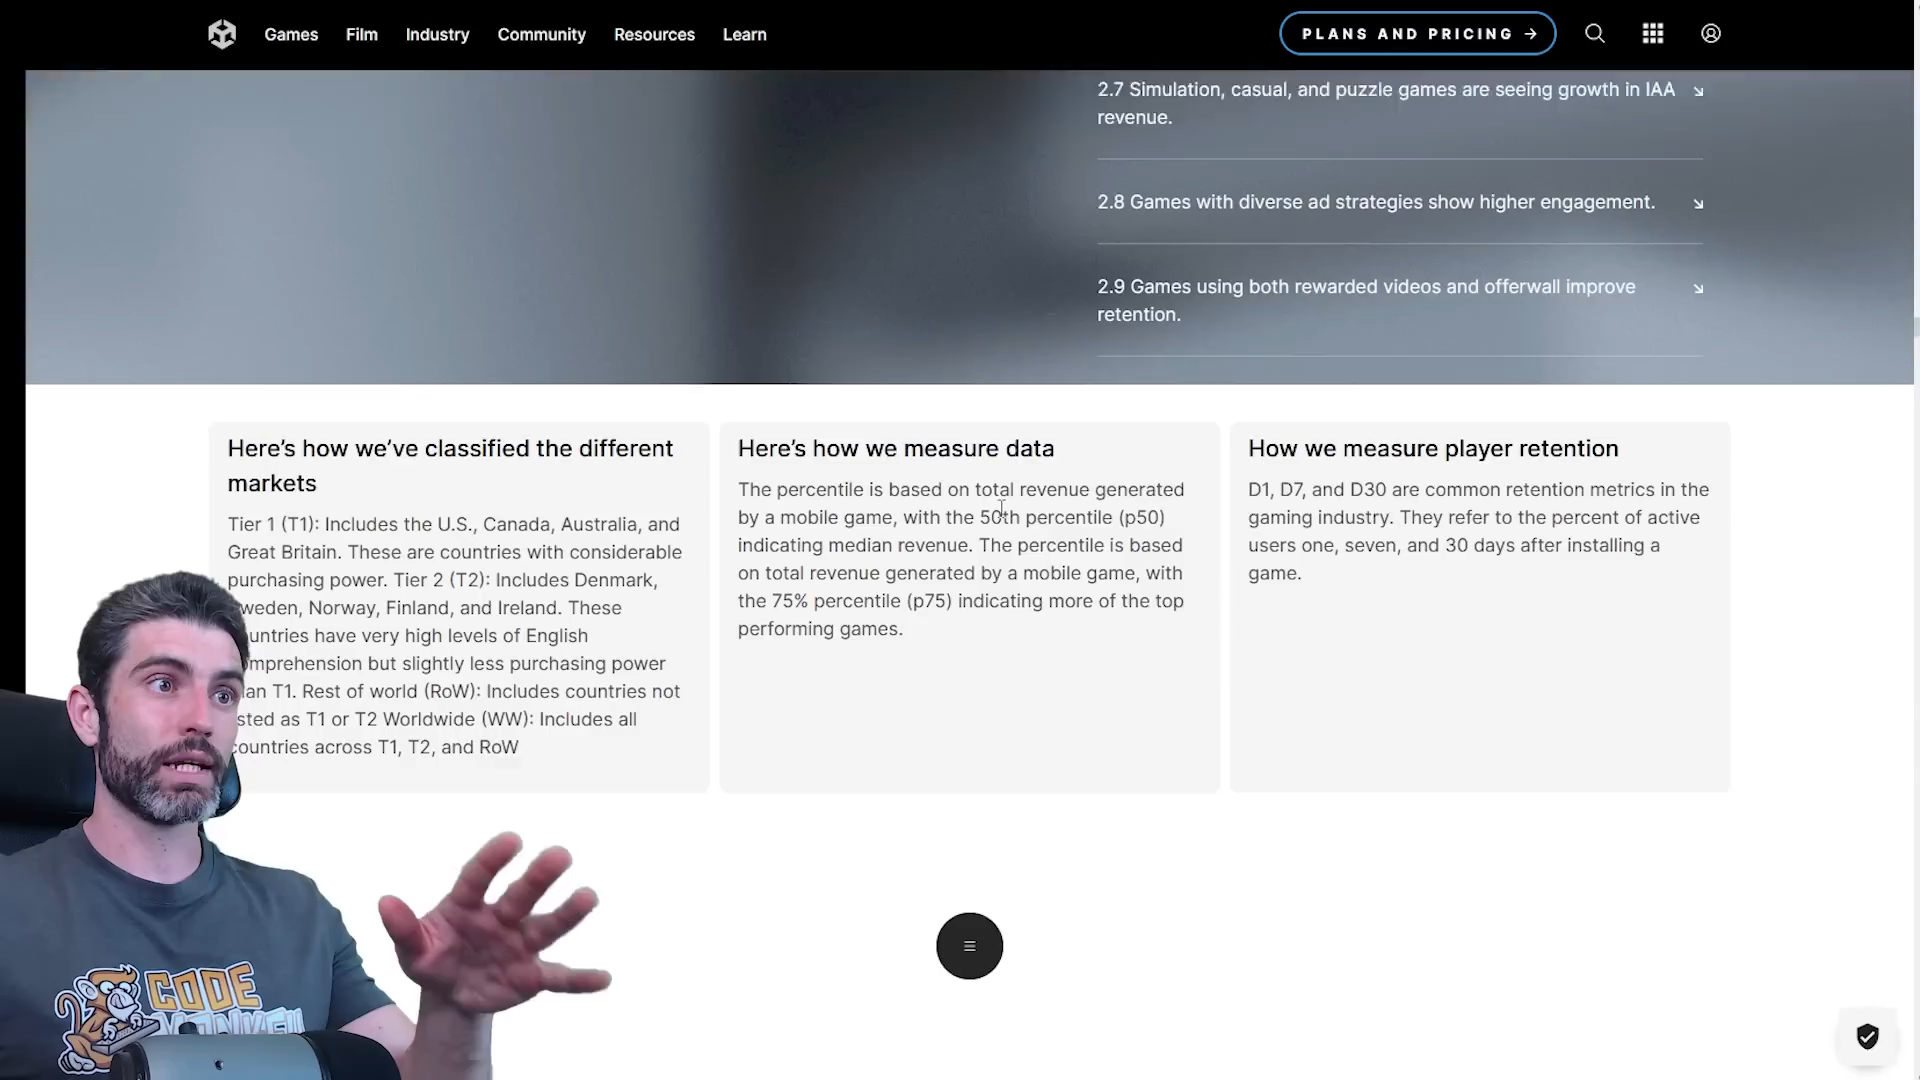 Games Film Industry Community Resources Learn
PLANS AND PRICING →
2.7 Simulation, casual, and puzzle games are seeing growth in IAA
revenue.
2.8 Games with diverse ad strategies show higher engagement.
2.9 Games using both rewarded videos and offerwall improve
retention.
Here’s how we’ve classified the different
markets
Tier 1 (T1): Includes the U.S., Canada, Australia, and
Great Britain. These are countries with considerable
purchasing power. Tier 2 (T2): Includes Denmark,
weden, Norway, Finland, and Ireland. These
untries have very high levels of English
omprehension but slightly less purchasing power
an T1. Rest of world (RoW): Includes countries not
sted as T1 or T2 Worldwide (WW): Includes all
countries across T1, T2, and RoW
Here’s how we measure data
The percentile is based on total revenue generated
by a mobile game, with the 50th percentile (p50)
indicating median revenue. The percentile is based
on total revenue generated by a mobile game, with
the 75% percentile (p75) indicating more of the top
performing games.
How we measure player retention
D1, D7, and D30 are common retention metrics in the
gaming industry. They refer to the percent of active
users one, seven, and 30 days after installing a
game.
CODE
MONKEY